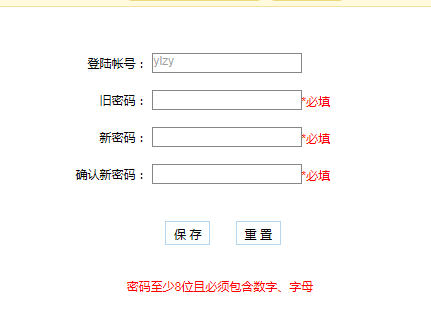 登陆帐号： ylzy
旧密码： *必填
新密码： *必填
确认新密码： *必填
保 存 重 置
密码至少8位且必须包含数字、字母